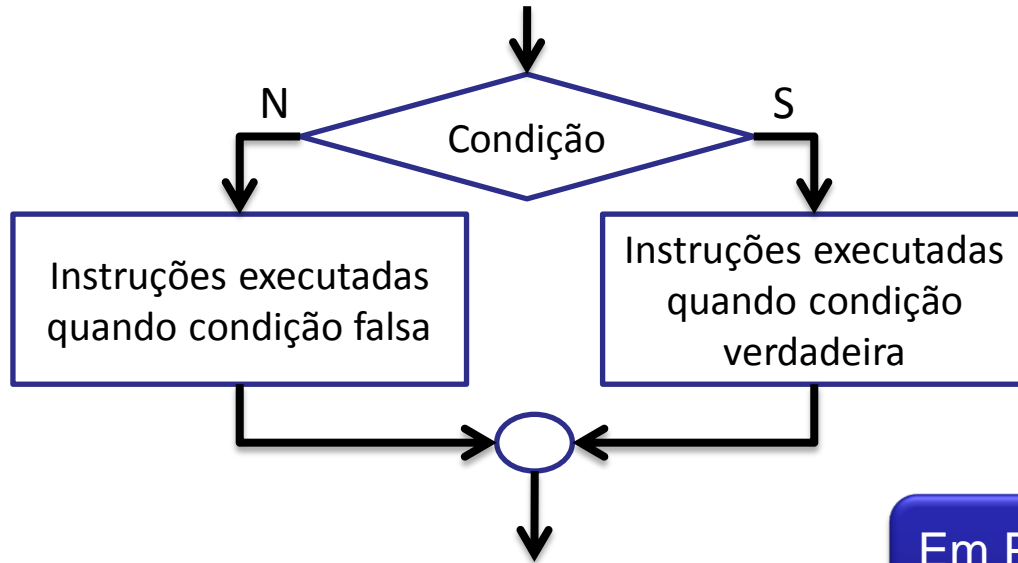 N
S
Condição
Instruções executadas
quando condição falsa
Instruções executadas
quando condição
verdadeira
Em